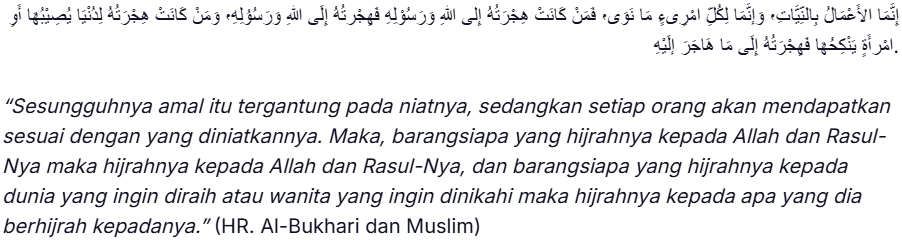 إِنَّمَا الأَعْمَالُ بِالنِّيَّاتِ، وَإِنَّمَا لِكُلِّ امْرِىءٍ مَا نَوَى، فَمَنْ كَانَتْ هِجْرَتُهُ إِلى اللهِ وَرَسُوْلِهِ فَهِجْرتُهُ إِلَى اللهِ وَرَسُوْلِهِ، وَمَنْ كَانَتْ هِجْرَتُهُ لِدُنْيَا يُصِيْبُهَا أَوِ
امْرأَةٍ يَنْكِحُهَا فَهِجْرَتُهُ إِلَى مَا هَاجَرَ إِلَيْهِ.
“Sesungguhnya amal itu tergantung pada niatnya, sedangkan setiap orang akan mendapatkan
sesuai dengan yang diniatkannya. Maka, barangsiapa yang hijrahnya kepada Allah dan Rasul-
Nya maka hijrahnya kepada Allah dan Rasul-Nya, dan barangsiapa yang hijrahnya kepada
dunia yang ingin diraih atau wanita yang ingin dinikahi maka hijrahnya kepada apa yang dia
berhijrah kepadanya.” (HR. Al-Bukhari dan Muslim)